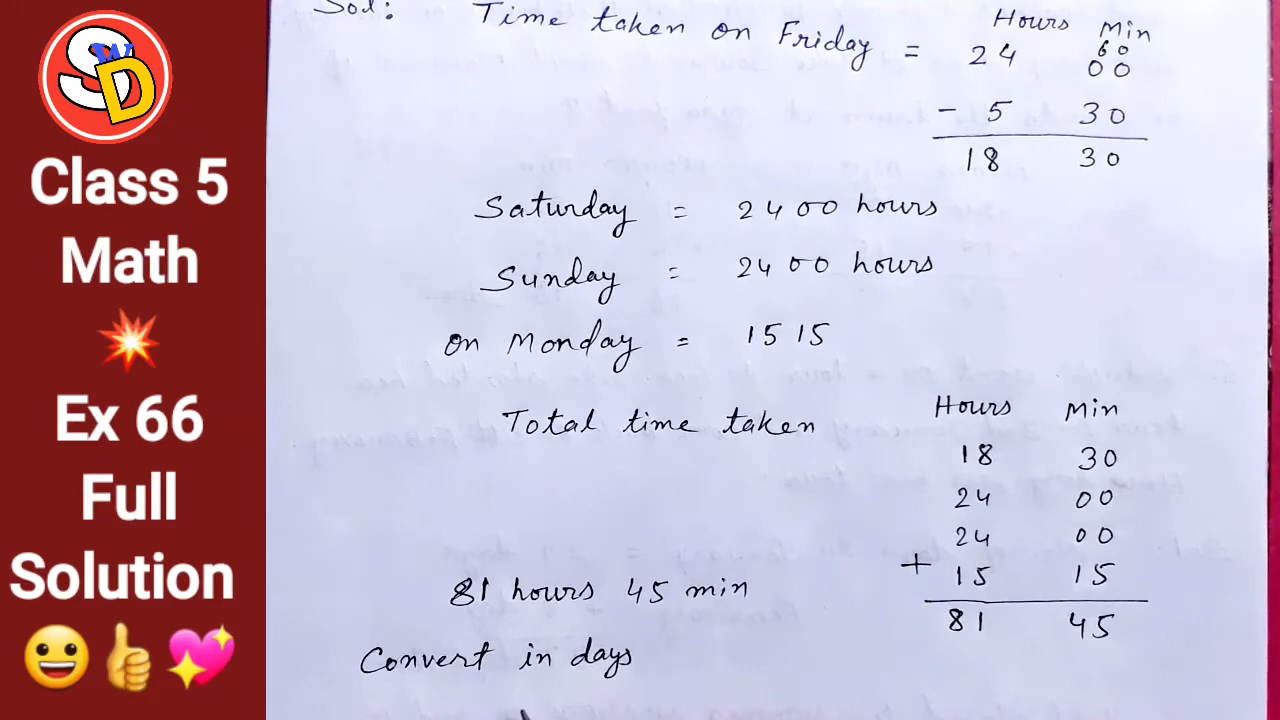 SWD
Class 5
Math
💥
Ex 66
Full
Solution
😀👍💖
Sol: Time taken on Friday = Hours Min
60
24 00
- 5 30
18 30
Saturday = 2400 hours
Sunday = 2400 hours
on Monday = 1515
Total time taken Hours Min
18 30
24 00
24 00
+ 15 15
81 45
81 hours 45 min
Convert in days